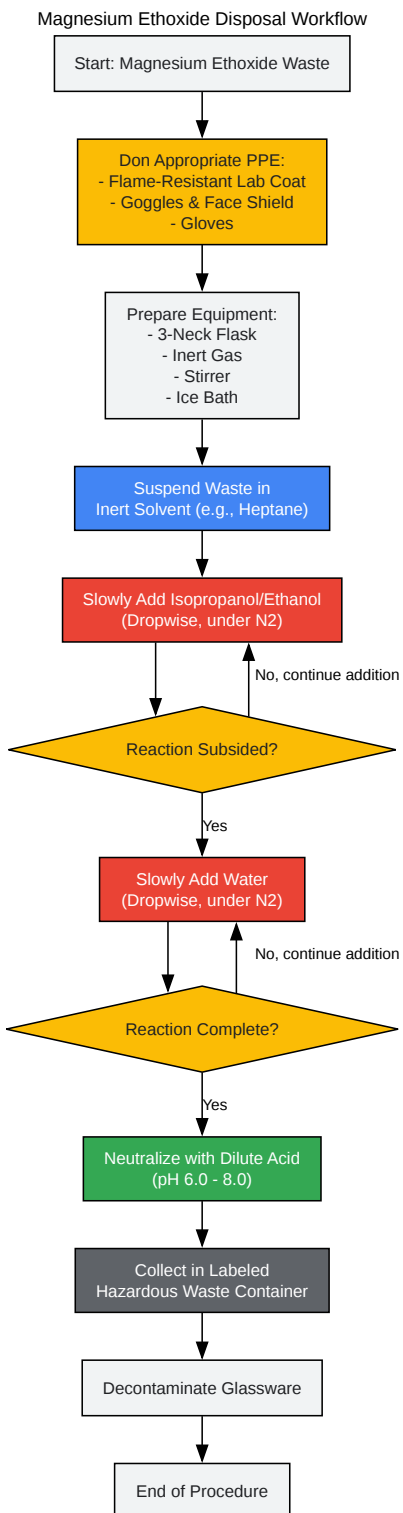 Magnesium Ethoxide Disposal Workflow
Start: Magnesium Ethoxide Waste
Don Appropriate PPE:
- Flame-Resistant Lab Coat
- Goggles & Face Shield
- Gloves
Prepare Equipment:
- 3-Neck Flask
- Inert Gas
- Stirrer
- Ice Bath
Suspend Waste in
Inert Solvent (e.g., Heptane)
Slowly Add Isopropanol/Ethanol
(Dropwise, under N2)
No, continue addition
Reaction Subsided?
Yes
Slowly Add Water
(Dropwise, under N2)
No, continue addition
Reaction Complete?
Yes
Neutralize with Dilute Acid
(pH 6.0 - 8.0)
Collect in Labeled
Hazardous Waste Container
Decontaminate Glassware
End of Procedure